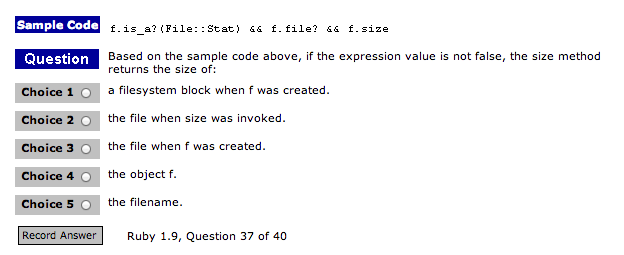 Sample Code f.is_a?(File::Stat) && f.file? && f.size
Question Based on the sample code above, if the expression value is not false, the size method
returns the size of:
Choice 1 a filesystem block when f was created.
Choice 2 the file when size was invoked.
Choice 3 the file when f was created.
Choice 4 the object f.
Choice 5 the filename.
Record Answer Ruby 1.9, Question 37 of 40